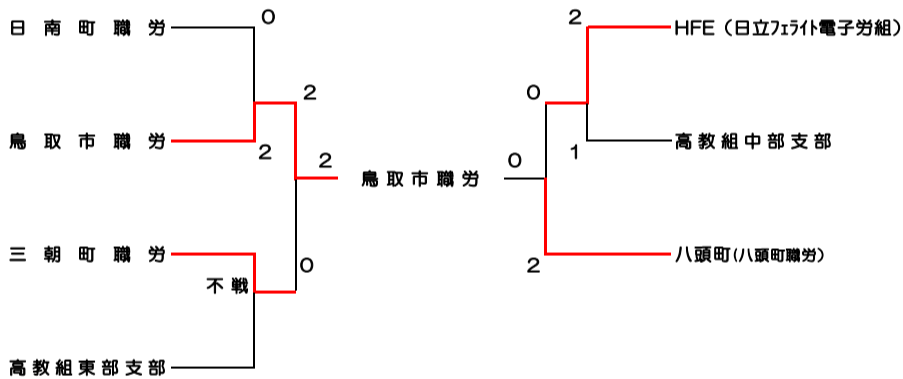 日南町職労
0
2
HFE（日立フェライト電子労組）
2
0
鳥取市職労
2
2
1
高教組中部支部
鳥取市職労
0
三朝町職労
0
2
八頭町(八頭町職労)
不戦
高教組東部支部